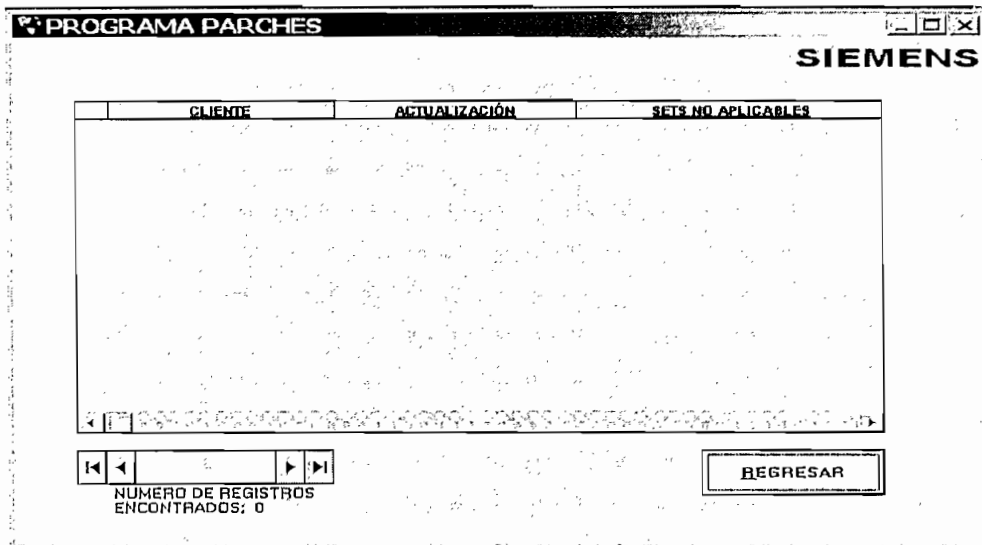 PROGRAMA PARCHES
SIEMENS
CLIENTE ACTUALIZACIÓN SETS NO APLICABLES
NUMERO DE REGISTROS
ENCONTRADOS: 0
REGRESAR